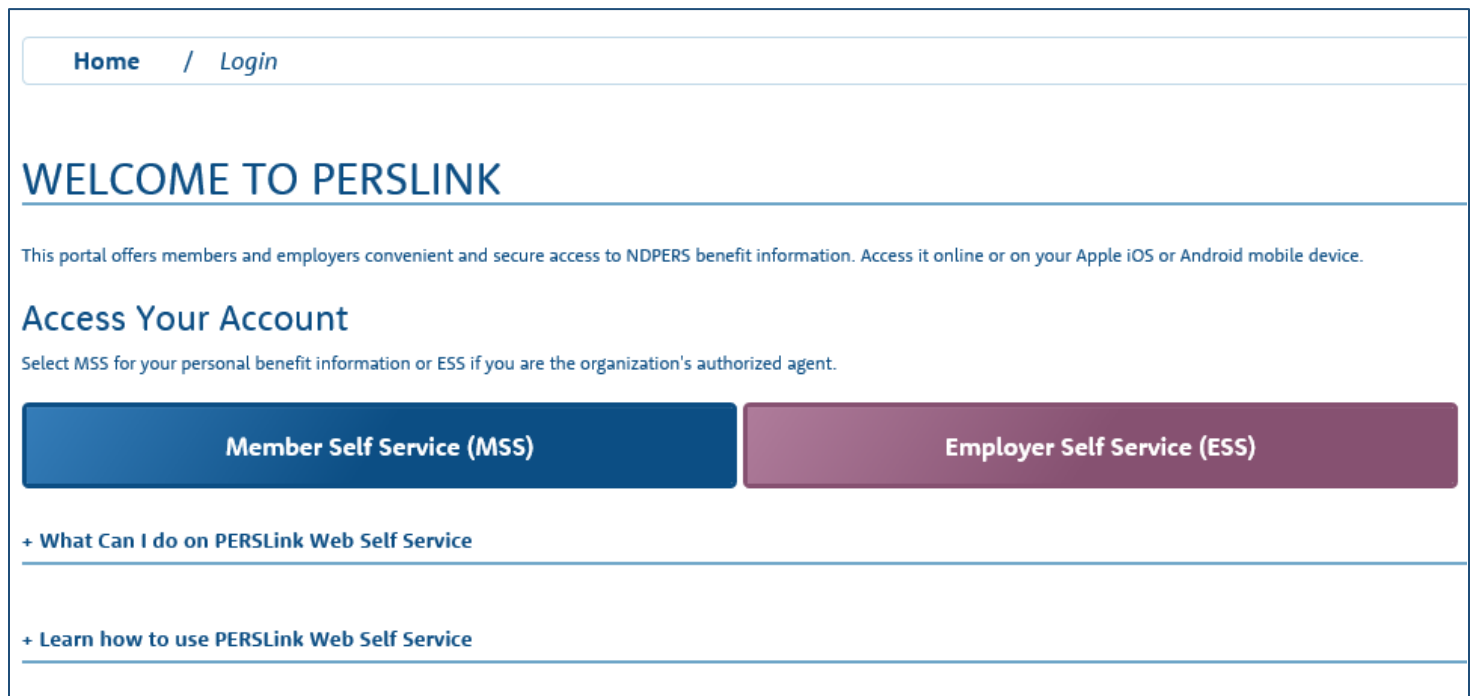 Home / Login
WELCOME TO PERSLINK
This portal offers members and employers convenient and secure access to NDPERS benefit information. Access it online or on your Apple iOS or Android mobile device.
Access Your Account
Select MSS for your personal benefit information or ESS if you are the organization's authorized agent.
Member Self Service (MSS) Employer Self Service (ESS)
+ What Can I do on PERSLink Web Self Service
+ Learn how to use PERSLink Web Self Service